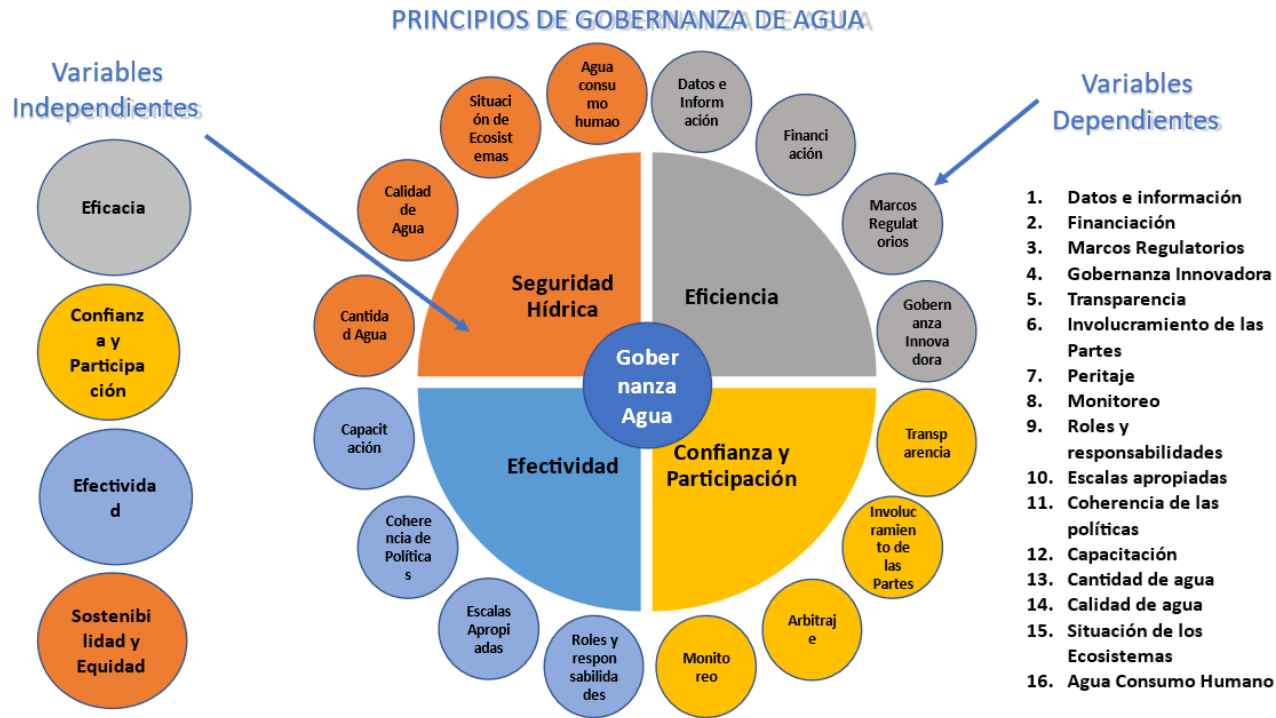 PRINCIPIOS DE GOBERNANZA DE AGUA
Variables
Independientes
Eficacia
Confianz
a y
Participa
ción
Efectivida
d
Sostenibi
lidad y
Equidad
Agua
consu
mo
humao
Situaci
ón de
Ecosist
emas
Calidad
de
Agua
Cantida
d Agua
Capacit
ación
Cohere
ncia de
Política
s
Escalas
Apropi
adas
Roles y
respon
sabilida
des
Datos e
Inform
ación
Financi
ación
Marcos
Regulat
orios
Gobern
anza
Innova
dora
Transp
arencia
Involuc
ramien
to de
las
Partes
Arbitraj
e
Monito
reo
Seguridad
Hídrica
Eficiencia
Gober
nanza
Agua
Efectividad
Confianza y
Participación
Variables
Dependientes
1. Datos e información
2. Financiación
3. Marcos Regulatorios
4. Gobernanza Innovadora
5. Transparencia
6. Involucramiento de las
Partes
7. Peritaje
8. Monitoreo
9. Roles y
responsabilidades
10. Escalas apropiadas
11. Coherencia de las
políticas
12. Capacitación
13. Cantidad de agua
14. Calidad de agua
15. Situación de los
Ecosistemas
16. Agua Consumo Humano